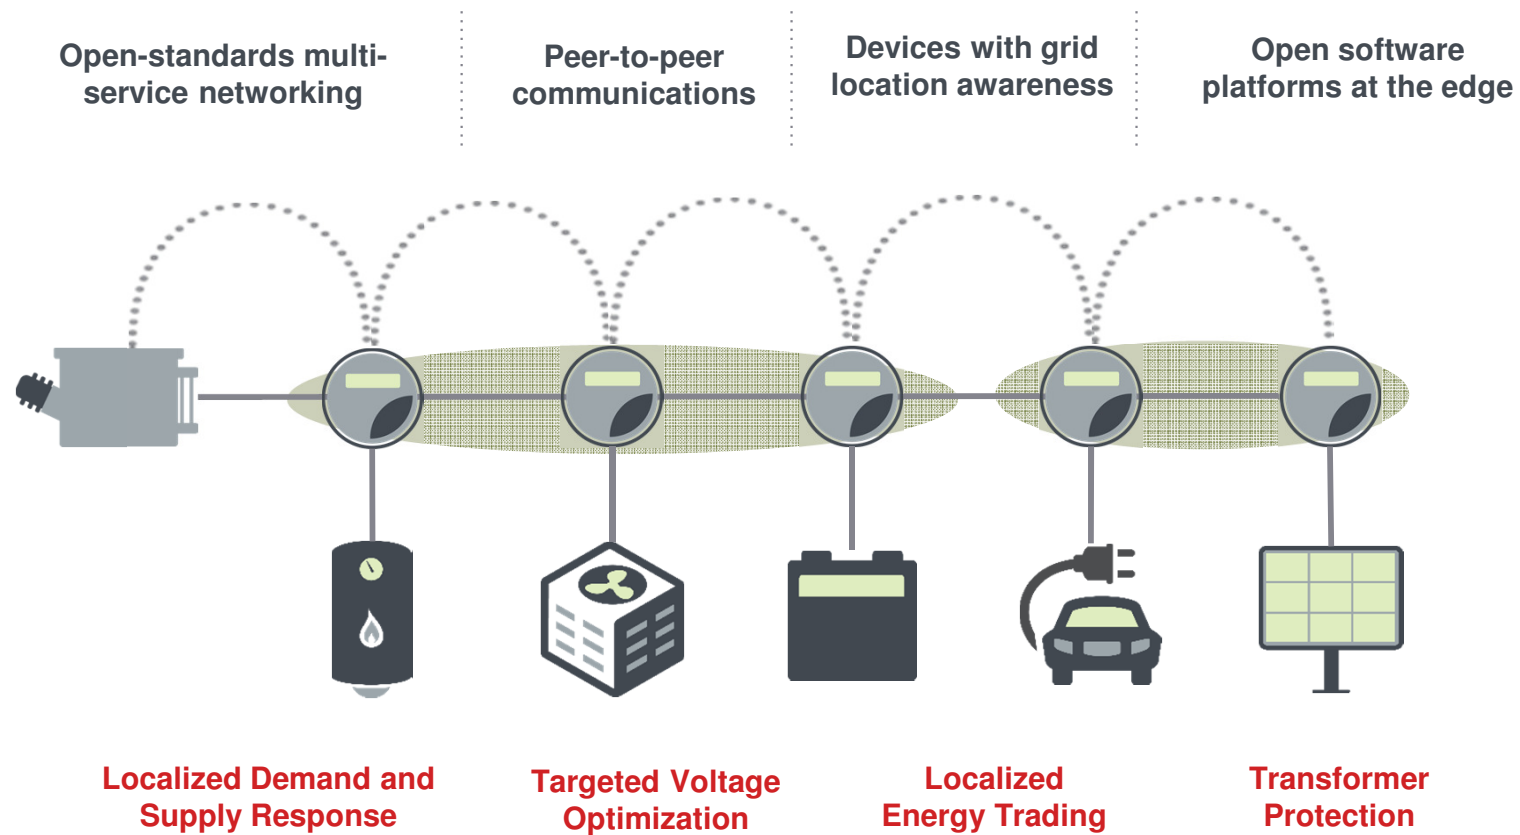 Open-standards multi-
service networking
Peer-to-peer
communications
Devices with grid
location awareness
Open software
platforms at the edge
Localized Demand and
Supply Response
Targeted Voltage
Optimization
Localized
Energy Trading
Transformer
Protection